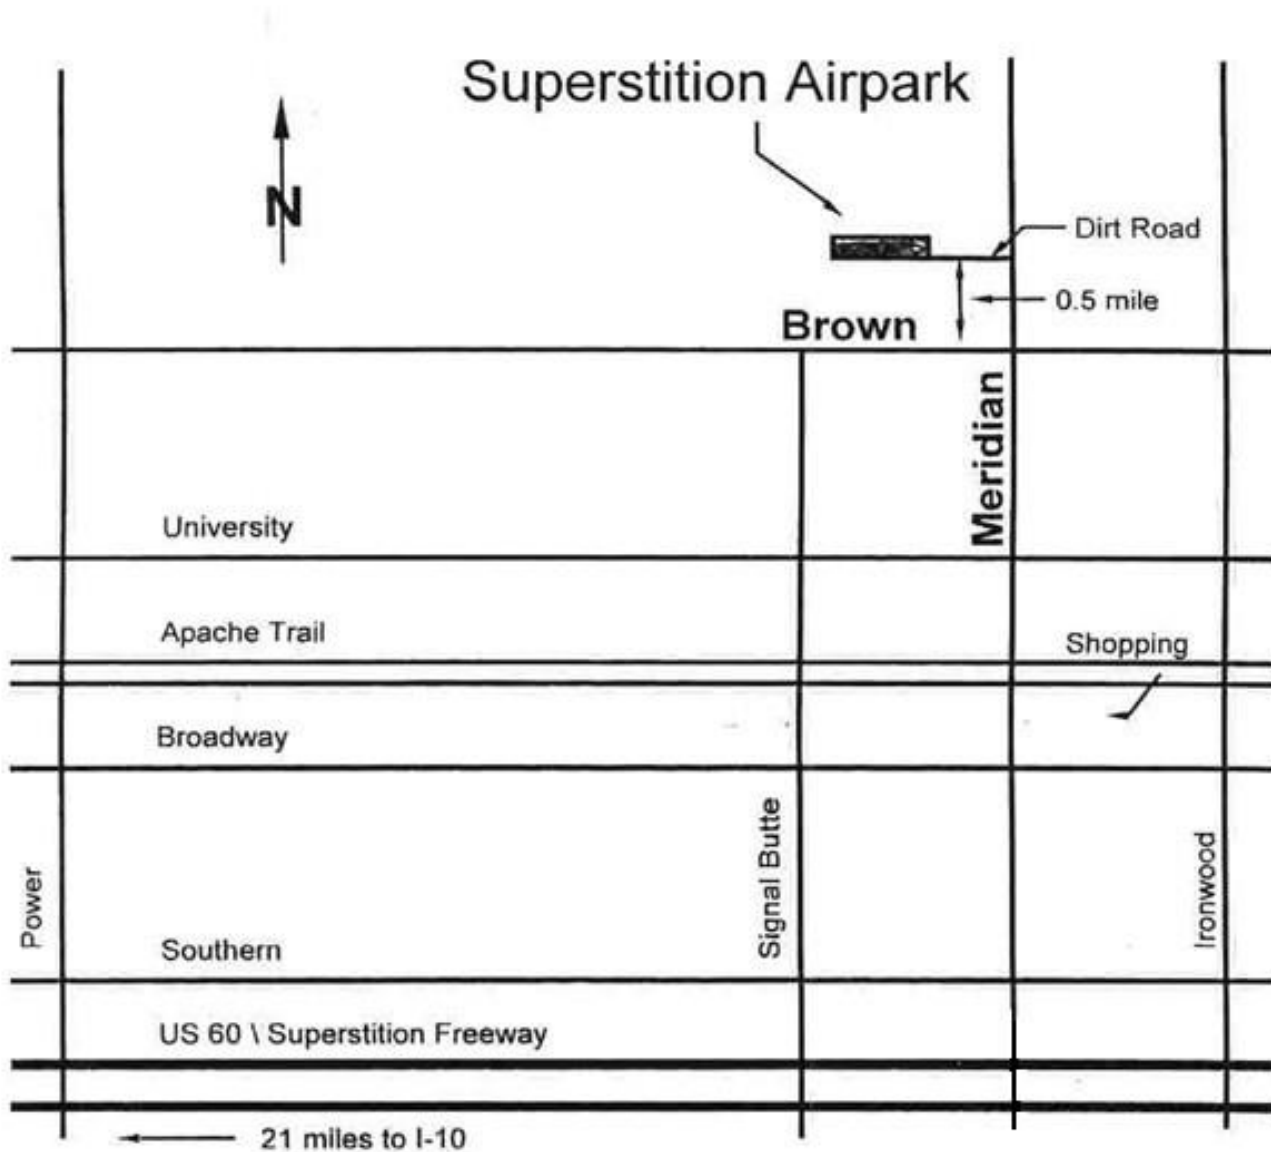 Superstition Airpark
N
Dirt Road
0.5 mile
Brown
Meridian
University
Apache Trail
Shopping
Broadway
Signal Butte
Ironwood
Power
Southern
US 60 \ Superstition Freeway
21 miles to I-10